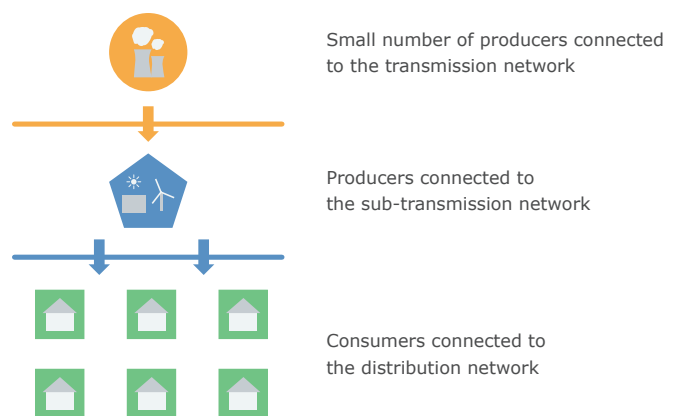 Small number of producers connected
to the transmission network
Producers connected to
the sub-transmission network
Consumers connected to
the distribution network